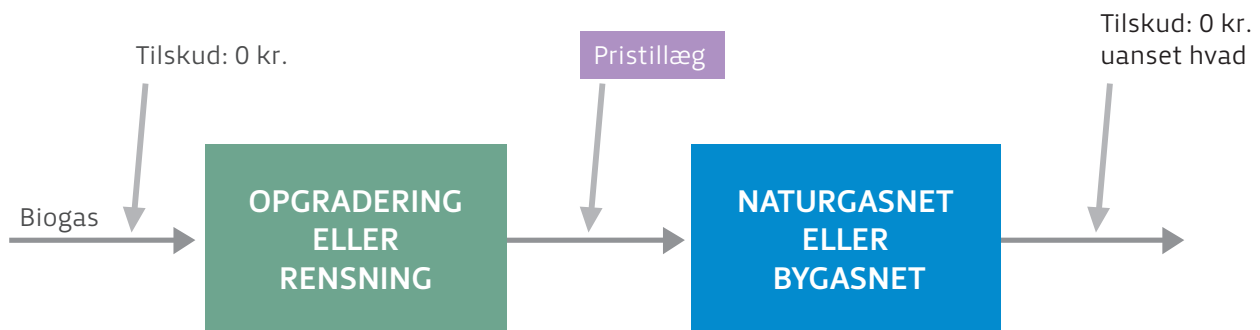 Tilskud: 0 kr.
Pristillæg
Tilskud: 0 kr.
uanset hvad
Biogas
OPGRADERING
ELLER
RENSNING
NATURGASNET
ELLER
BYGASNET